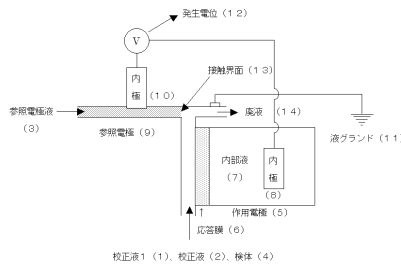 発生電位（１２）
V
内極
（１０）
接触界面（１３）
参照電極液
（３）
参照電極（９）
廃液
（１４）
液グランド（１１）
内部液
（７）
内極
（８）
作用電極（５）
応答膜（６）
校正液１（１）、校正液（２）、検体（４）